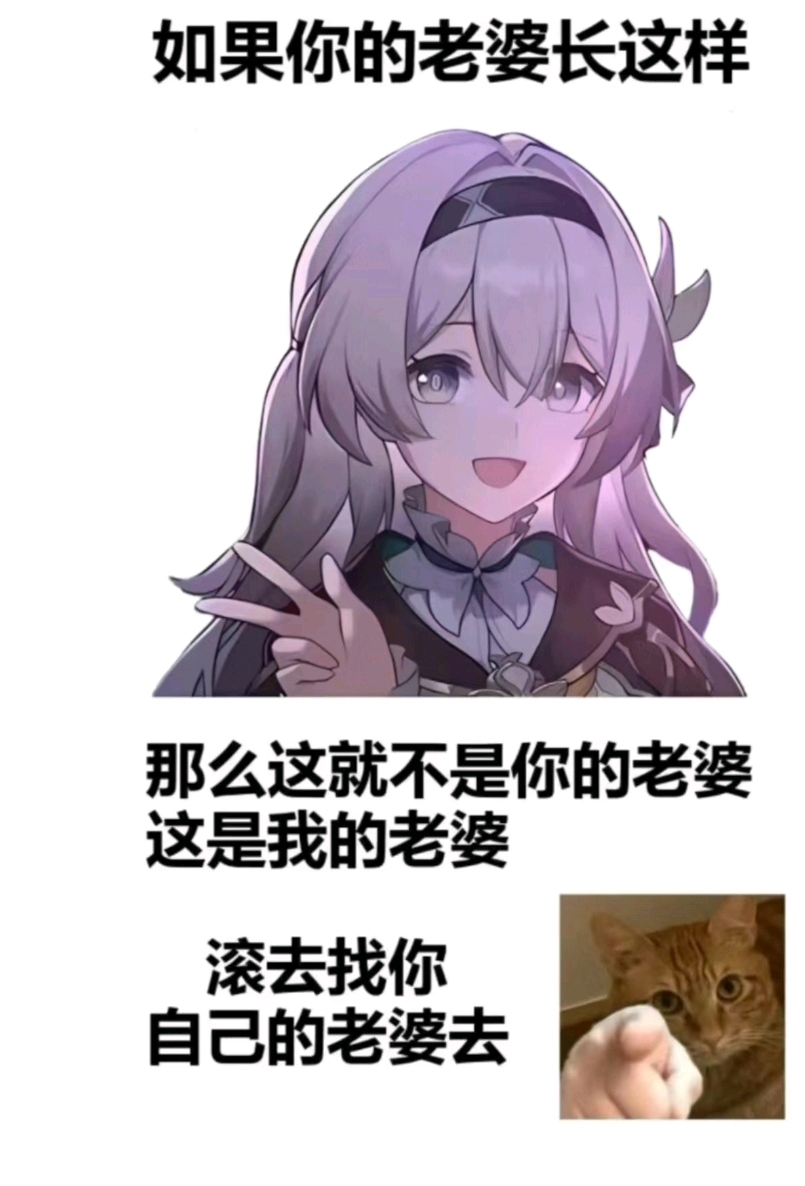 如果你的老婆长这样
那么这就不是你的老婆
这是我的老婆
滚去找你
自己的老婆去